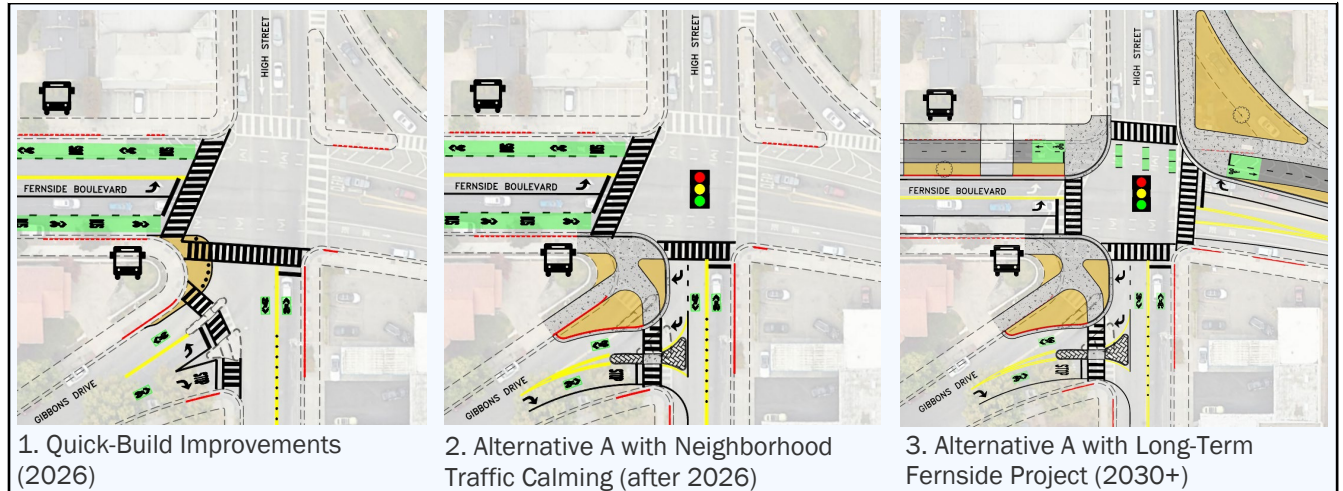 HIGH STREET
FERNSIDE BOULEVARD
GIBBONS DRIVE
1. Quick-Build Improvements
(2026)
HIGH STREET
FERNSIDE BOULEVARD
GIBBONS DRIVE
2. Alternative A with Neighborhood
Traffic Calming (after 2026)
HIGH STREET
FERNSIDE BOULEVARD
GIBBONS DRIVE
3. Alternative A with Long-Term
Fernside Project (2030+)